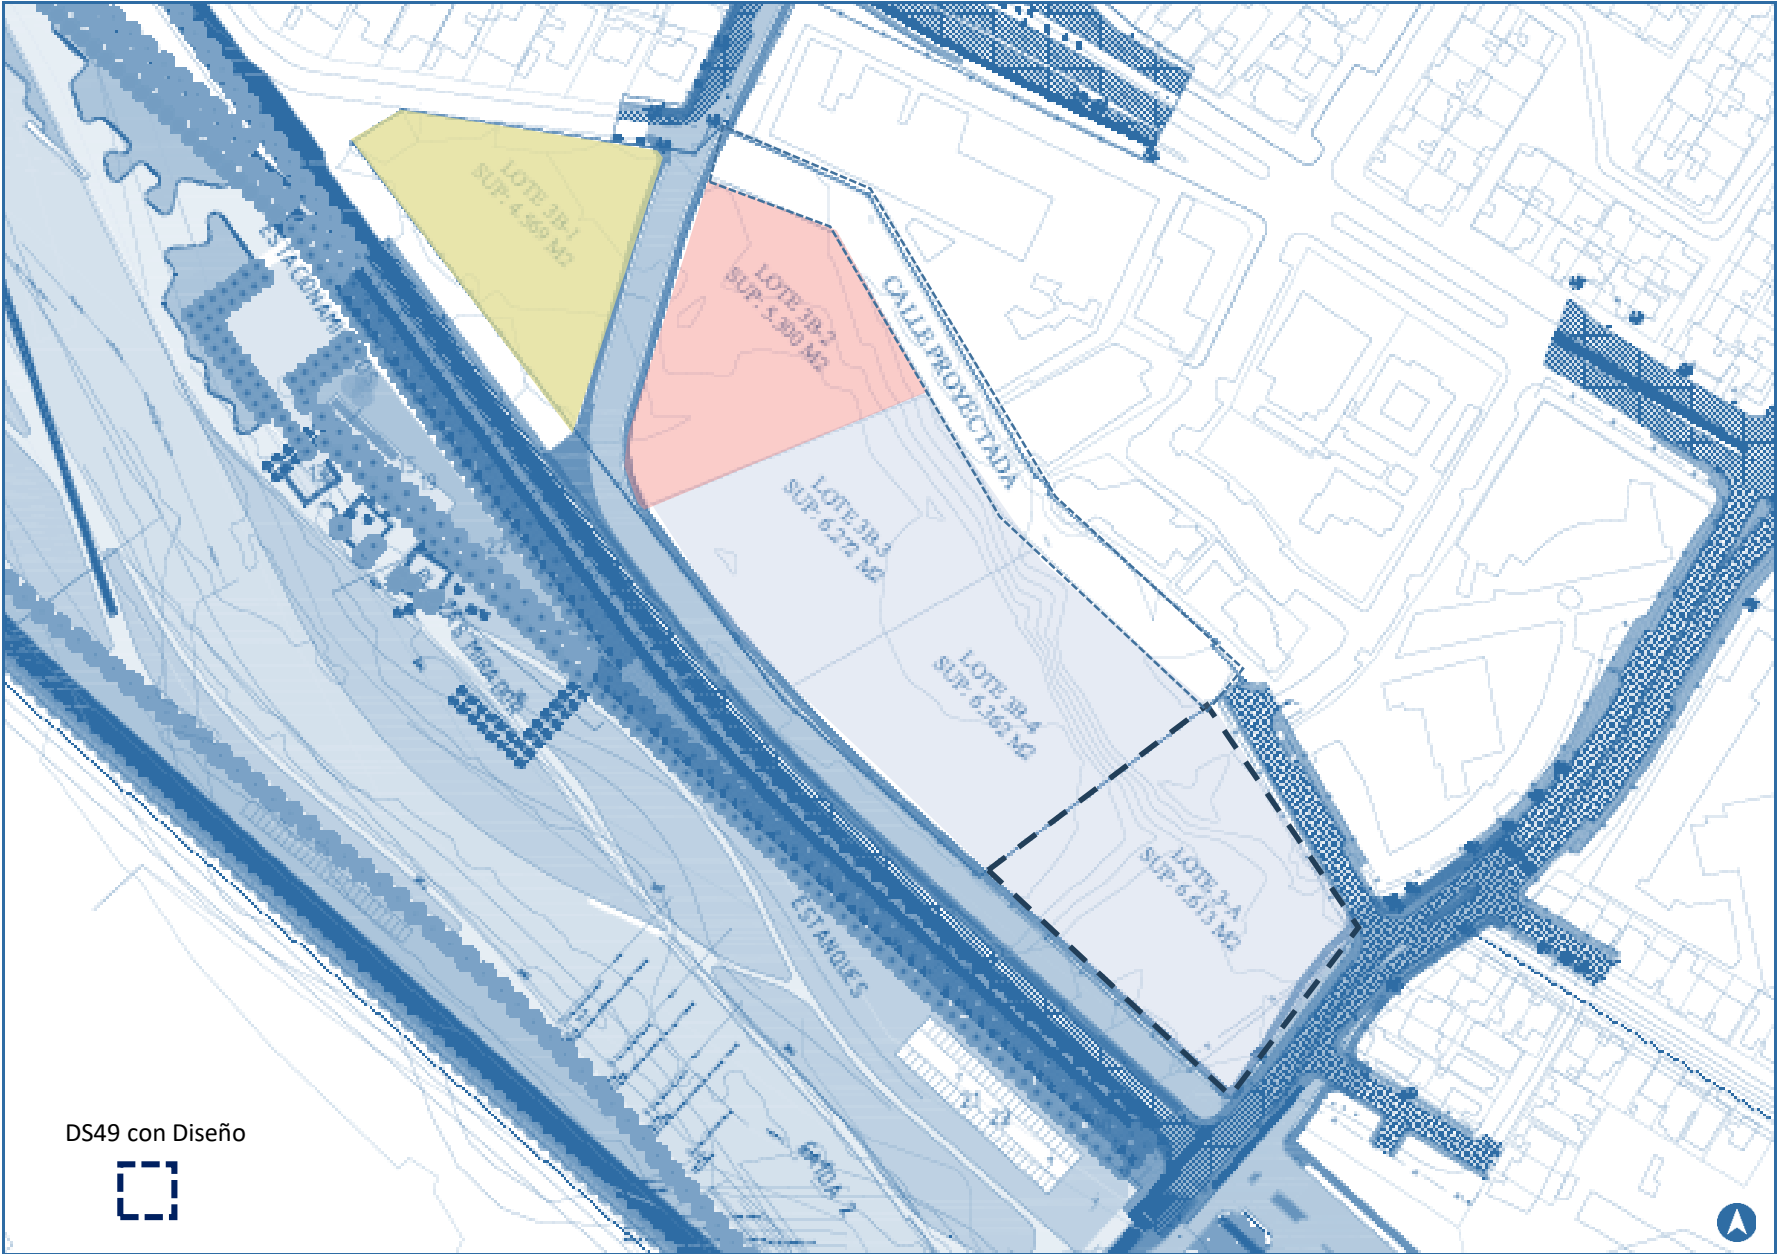 LOTE 3B-1
SUP: 4.569 M2
LOTE 3B-2
SUP: 5.300 M2
CALLE PROYECTADA
LOTE 3B-3
SUP: 6.272 M2
LOTE 3B-4
SUP: 6.362 M2
LOTE 3-A
SUP: 6.613 M2
ESTANQUES
DS49 con Diseño